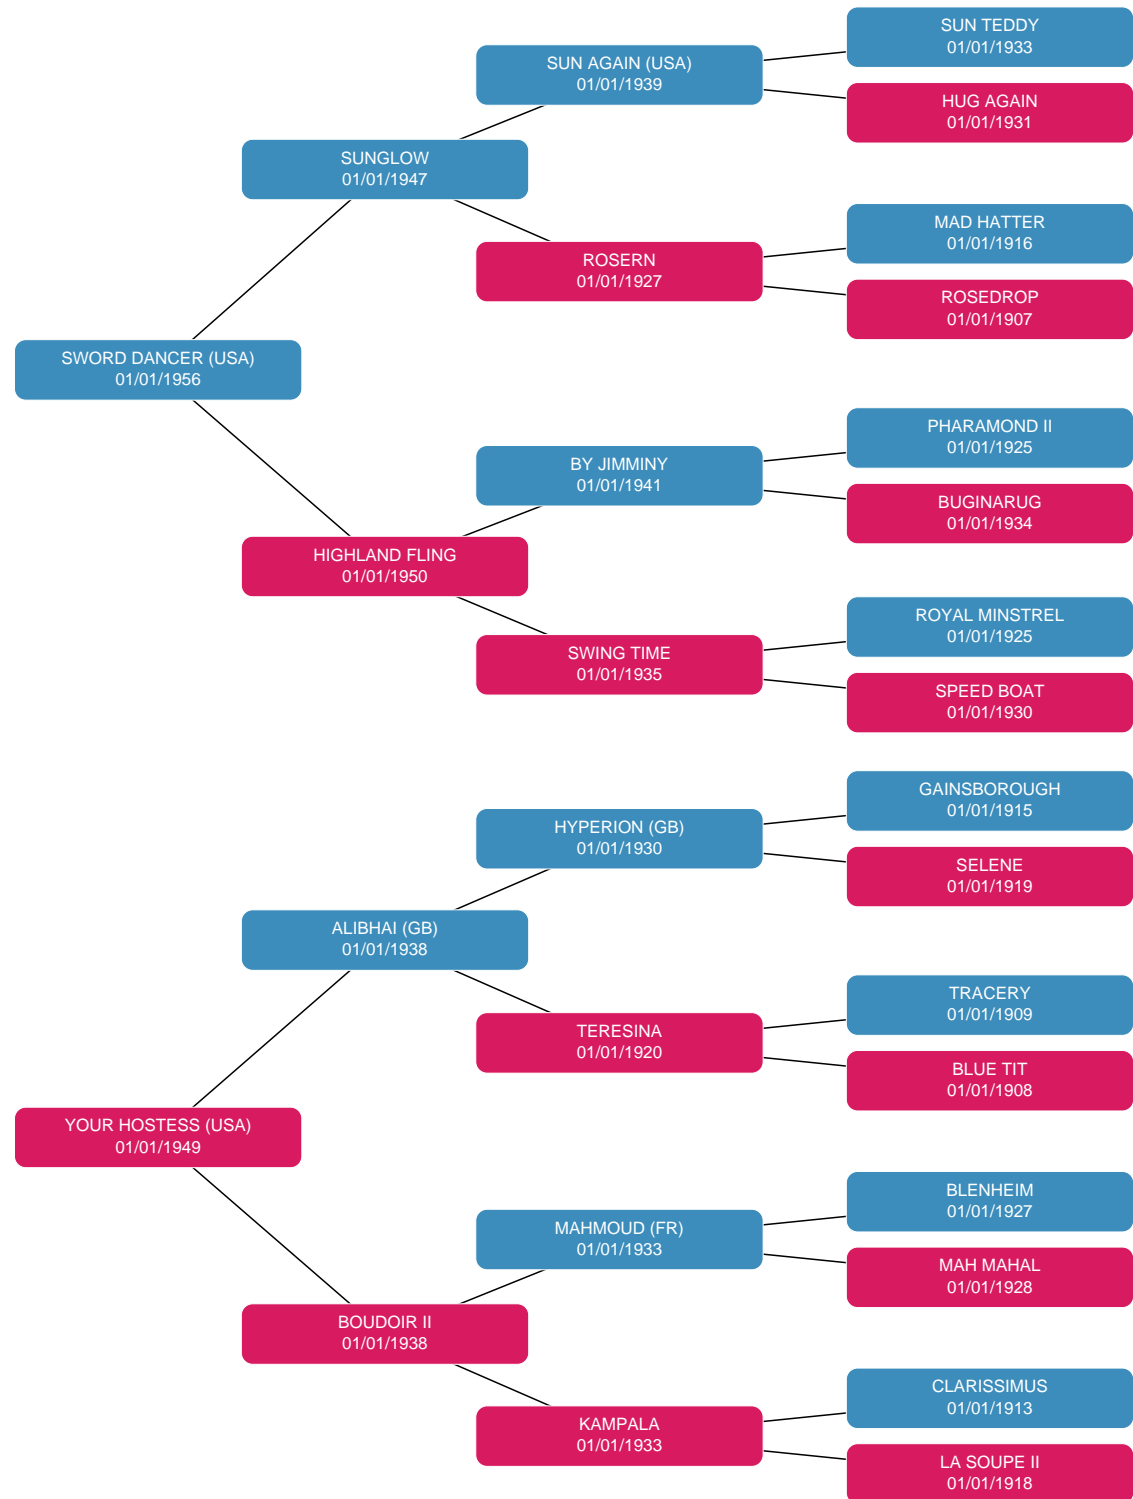 SUN TEDDY
01/01/1933
SUN AGAIN (USA)
01/01/1939
HUG AGAIN
01/01/1931
SUNGLOW
01/01/1947
MAD HATTER
01/01/1916
ROSERN
01/01/1927
ROSEDROP
01/01/1907
SWORD DANCER (USA)
01/01/1956
PHARAMOND II
01/01/1925
BY JIMMINY
01/01/1941
BUGINARUG
01/01/1934
HIGHLAND FLING
01/01/1950
ROYAL MINSTREL
01/01/1925
SWING TIME
01/01/1935
SPEED BOAT
01/01/1930
GAINSBOROUGH
01/01/1915
HYPERION (GB)
01/01/1930
SELENE
01/01/1919
ALIBHAI (GB)
01/01/1938
TRACERY
01/01/1909
TERESINA
01/01/1920
BLUE TIT
01/01/1908
YOUR HOSTESS (USA)
01/01/1949
BLENHEIM
01/01/1927
MAHMOUD (FR)
01/01/1933
MAH MAHAL
01/01/1928
BOUDOIR II
01/01/1938
CLARISSIMUS
01/01/1913
KAMPALA
01/01/1933
LA SOUPE II
01/01/1918